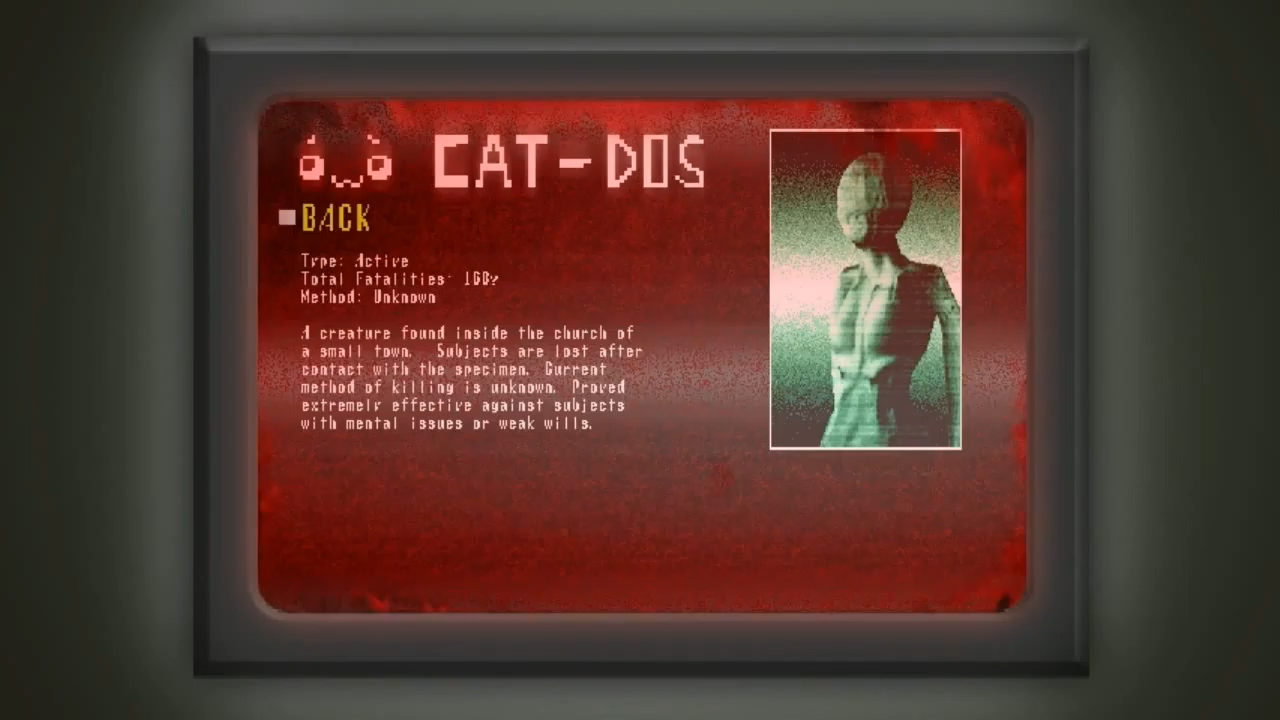 CAT-DOS
BACK
Type: Active
Total Fatalities:
Method: Unknown
A creature found inside the church of
a small town. Subjects are lost after
contact with the specimen. Current
method of killing is unknown. Proved
extremely effective against subjects
with mental issues or weak wills.